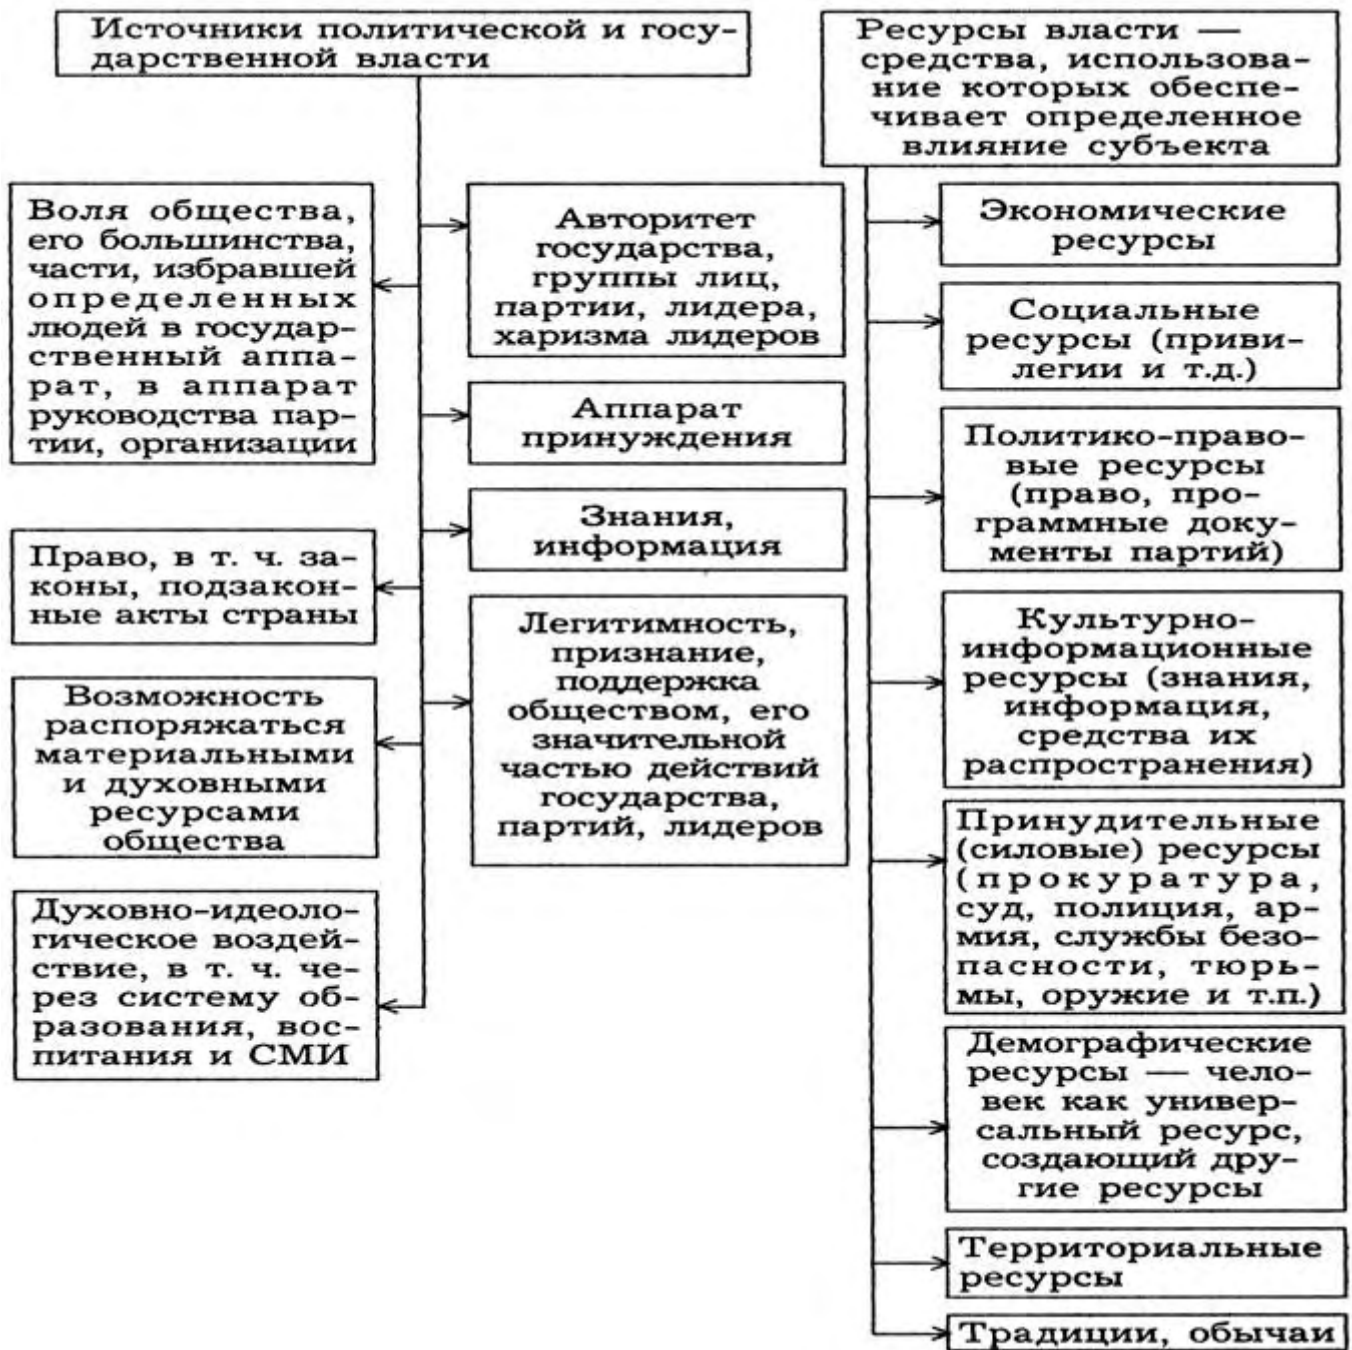 Источники политической и госу-
дарственной власти
Воля общества,
его большинства,
части, избравшей
определенных
людей в государ-
ственный аппа-
рат, в аппарат
руководства пар-
тии, организации
Право, в т. ч. за-
коны, подзакон-
ные акты страны
Возможность
распоряжаться
материальными
и духовными
ресурсами
общества
Духовно-идеоло-
гическое воздей-
ствие, в т. ч. че-
рез систему об-
разования, вос-
питания и СМИ
Авторитет
государства,
группы лиц,
партии, лидера,
харизма лидеров
Аппарат
принуждения
Знания,
информация
Легитимность,
признание,
поддержка
обществом, его
значительной
частью действий
государства,
партий, лидеров
Ресурсы власти —
средства, использова-
ние которых обеспе-
чивает определенное
влияние субъекта
Экономические
ресурсы
Социальные
ресурсы (приви-
легии и т.д.)
Политико-право-
вые ресурсы
(право, про-
граммные доку-
менты партий)
Культурно-
информационные
ресурсы (знания,
информация,
средства их
распространения)
Принудительные
(силовые) ресурсы
(прокуратура,
суд, полиция, ар-
мия, службы безо-
пасности, тюрь-
мы, оружие и т.п.)
Демографические
ресурсы — чело-
век как универ-
сальный ресурс,
создающий дру-
гие ресурсы
Территориальные
ресурсы
Традиции, обычаи